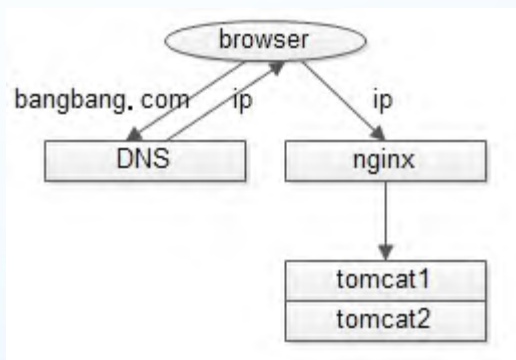 browser
bangbang.com
ip
ip
DNS
nginx
tomcat1
tomcat2